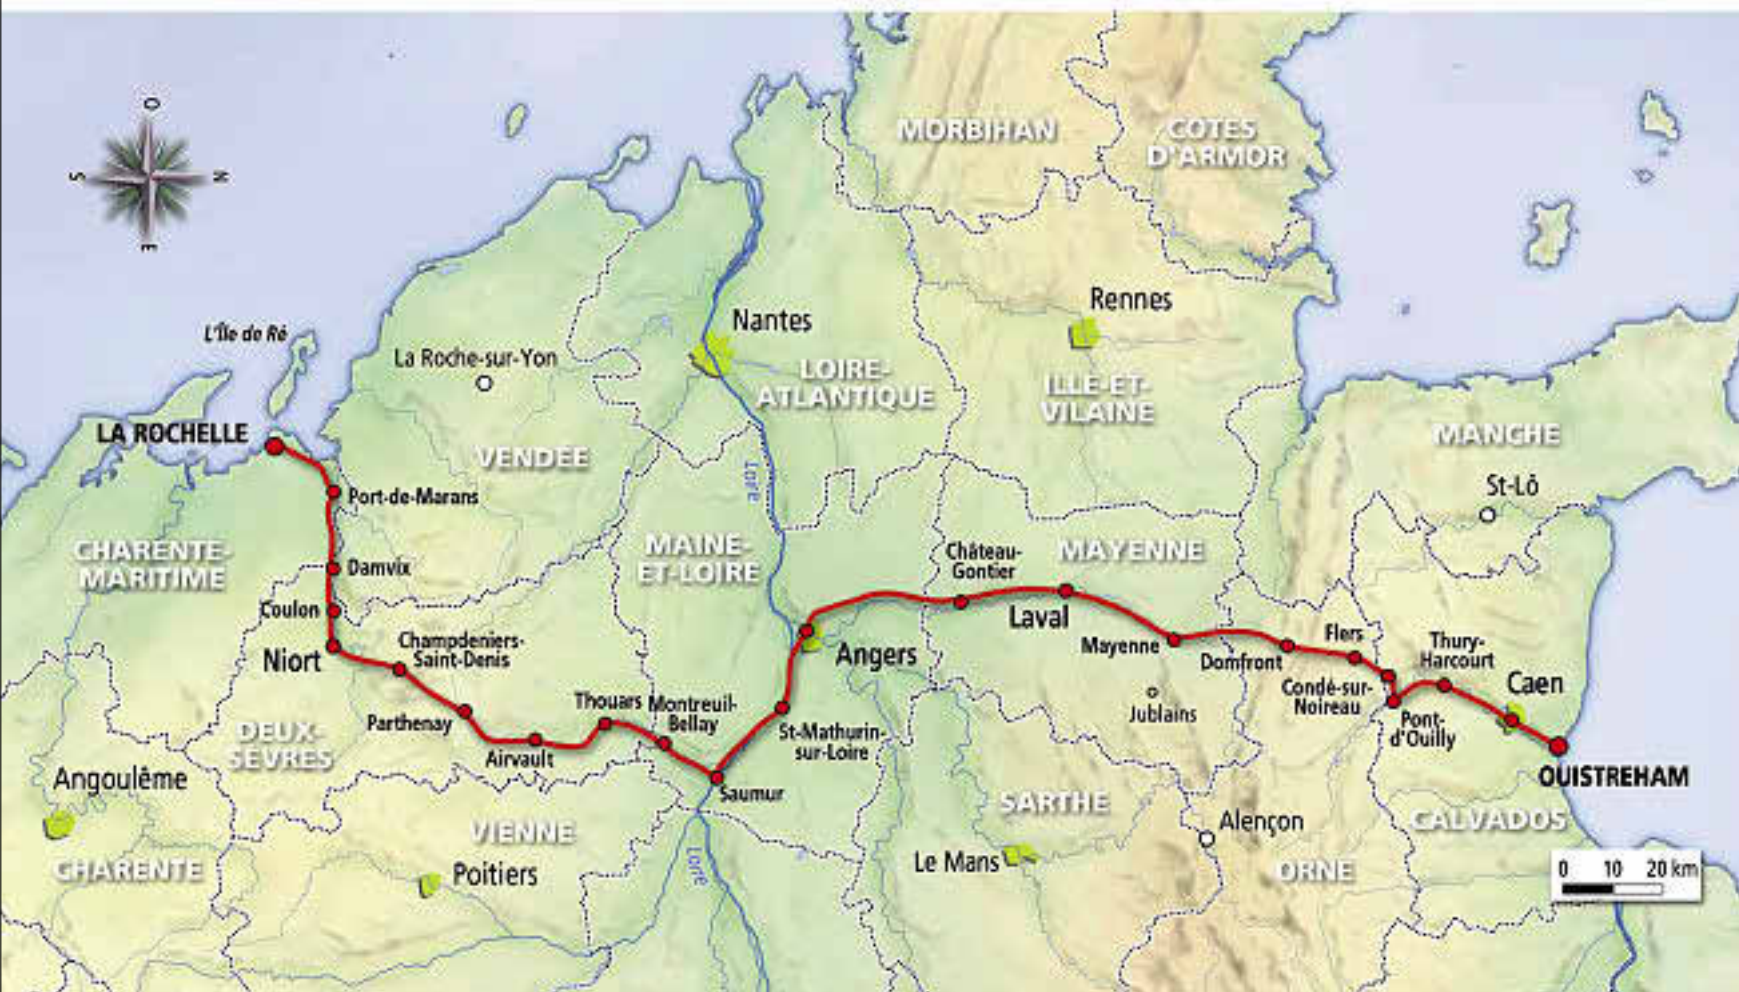 MORBIHAN
COTES
D'ARMOR
O
S
N
E
Rennes
Nantes
L'Île de Ré
La Roche-sur-Yon
LOIRE-
ATLANTIQUE
ILLE-ET-
VILAINE
LA ROCHELLE
VENDÉE
MANCHE
Loire
St-Lô
Port-de-Marans
CHARENTE-
MARITIME
MAINE-
ET-LOIRE
Château-
Gontier
MAYENNE
Damvix
Coulon
Laval
Champdeniers-
Saint-Denis
Niort
Angers
Mayenne
Domfront
Flers
Thury-
Harcourt
Condé-sur-
Noireau
Caen
Thouars
Montreuil-
Bellay
Parthenay
Jublains
Pont-
d'Ouilly
DEUX-
SÈVRES
Airvault
St-Mathurin-
sur-Loire
Angoulême
Saumur
OUISTREHAM
SARTHE
Alençon
CALVADOS
VIENNE
Loire
Le Mans
CHARENTE
Poitiers
ORNE
0 10 20 km